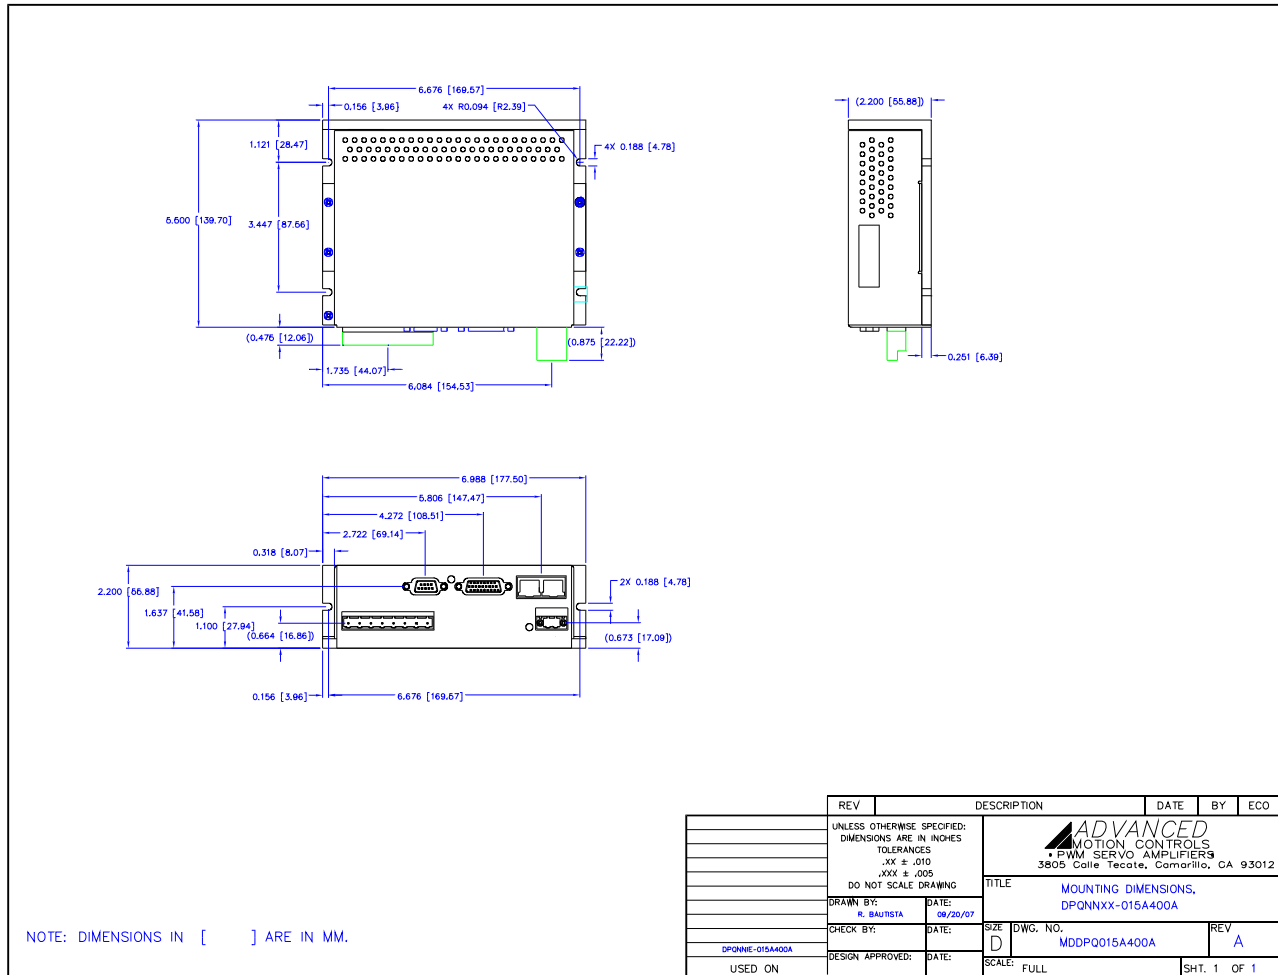 6.676 [169.57]
0.156 [3.96}
4X R0.094 [R2.39]
(2.200 [55.88])
1.121 [28.47]
4X 0.188 [4.78]
5.500 [139.70]
3.447 [87.56]
(0.475 [12.06])
(0.875 [22.22])
0.251 [6.39]
1.735 [44.07]
6.084 [154.53]
6.988 [177.50]
5.806 [147.47]
4.272 [108.51]
2.722 [69.14]
0.318 [8.07]
2.200 [55.88]
2X 0.188 [4.78]
1.637 [41.58]
1.100 [27.94]
(0.664 [16.86])
(0.673 [17.09])
0.156 [3.96]
6.676 [169.57]
NOTE: DIMENSIONS IN [ ] ARE IN MM.
REV DESCRIPTION DATE BY ECO
UNLESS OTHERWISE SPECIFIED:
DIMENSIONS ARE IN INCHES
TOLERANCES
.XX ± .010
.XXX ± .005
DO NOT SCALE DRAWING
ADVANCED
MOTION CONTROLS
• PWM SERVO AMPLIFIERS
3805 Calle Tecate, Camarillo, CA 93012
TITLE
MOUNTING DIMENSIONS,
DPQNNXX-015A400A
DRAWN BY: DATE:
R. BAUTISTA 09/20/07
CHECK BY: DATE:
SIZE DWG. NO. REV
D MDDPQ015A400A A
DPQNNIE-015A400A
DESIGN APPROVED: DATE:
SCALE: FULL SHT. 1 OF 1
USED ON